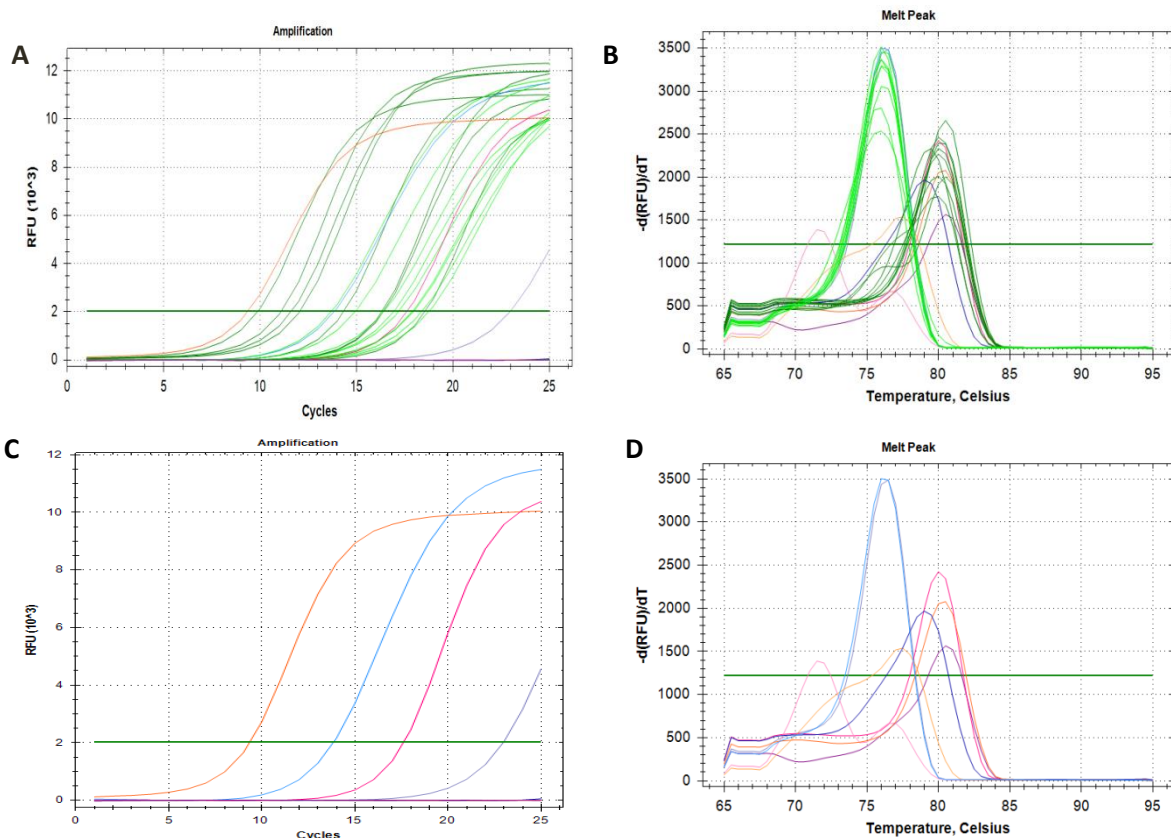 A
Amplification
RFU (10^3)
12
10
8
6
4
2
0
0 5 10 15 20 25
Cycles
B
Melt Peak
-d(RFU)/dT
3500
3000
2500
2000
1500
1000
500
0
65 70 75 80 85 90 95
Temperature, Celsius
C
Amplification
RFU (10^3)
12
10
8
6
4
2
0
0 5 10 15 20 25
Cycles
D
Melt Peak
-d(RFU)/dT
3500
3000
2500
2000
1500
1000
500
0
65 70 75 80 85 90 95
Temperature, Celsius